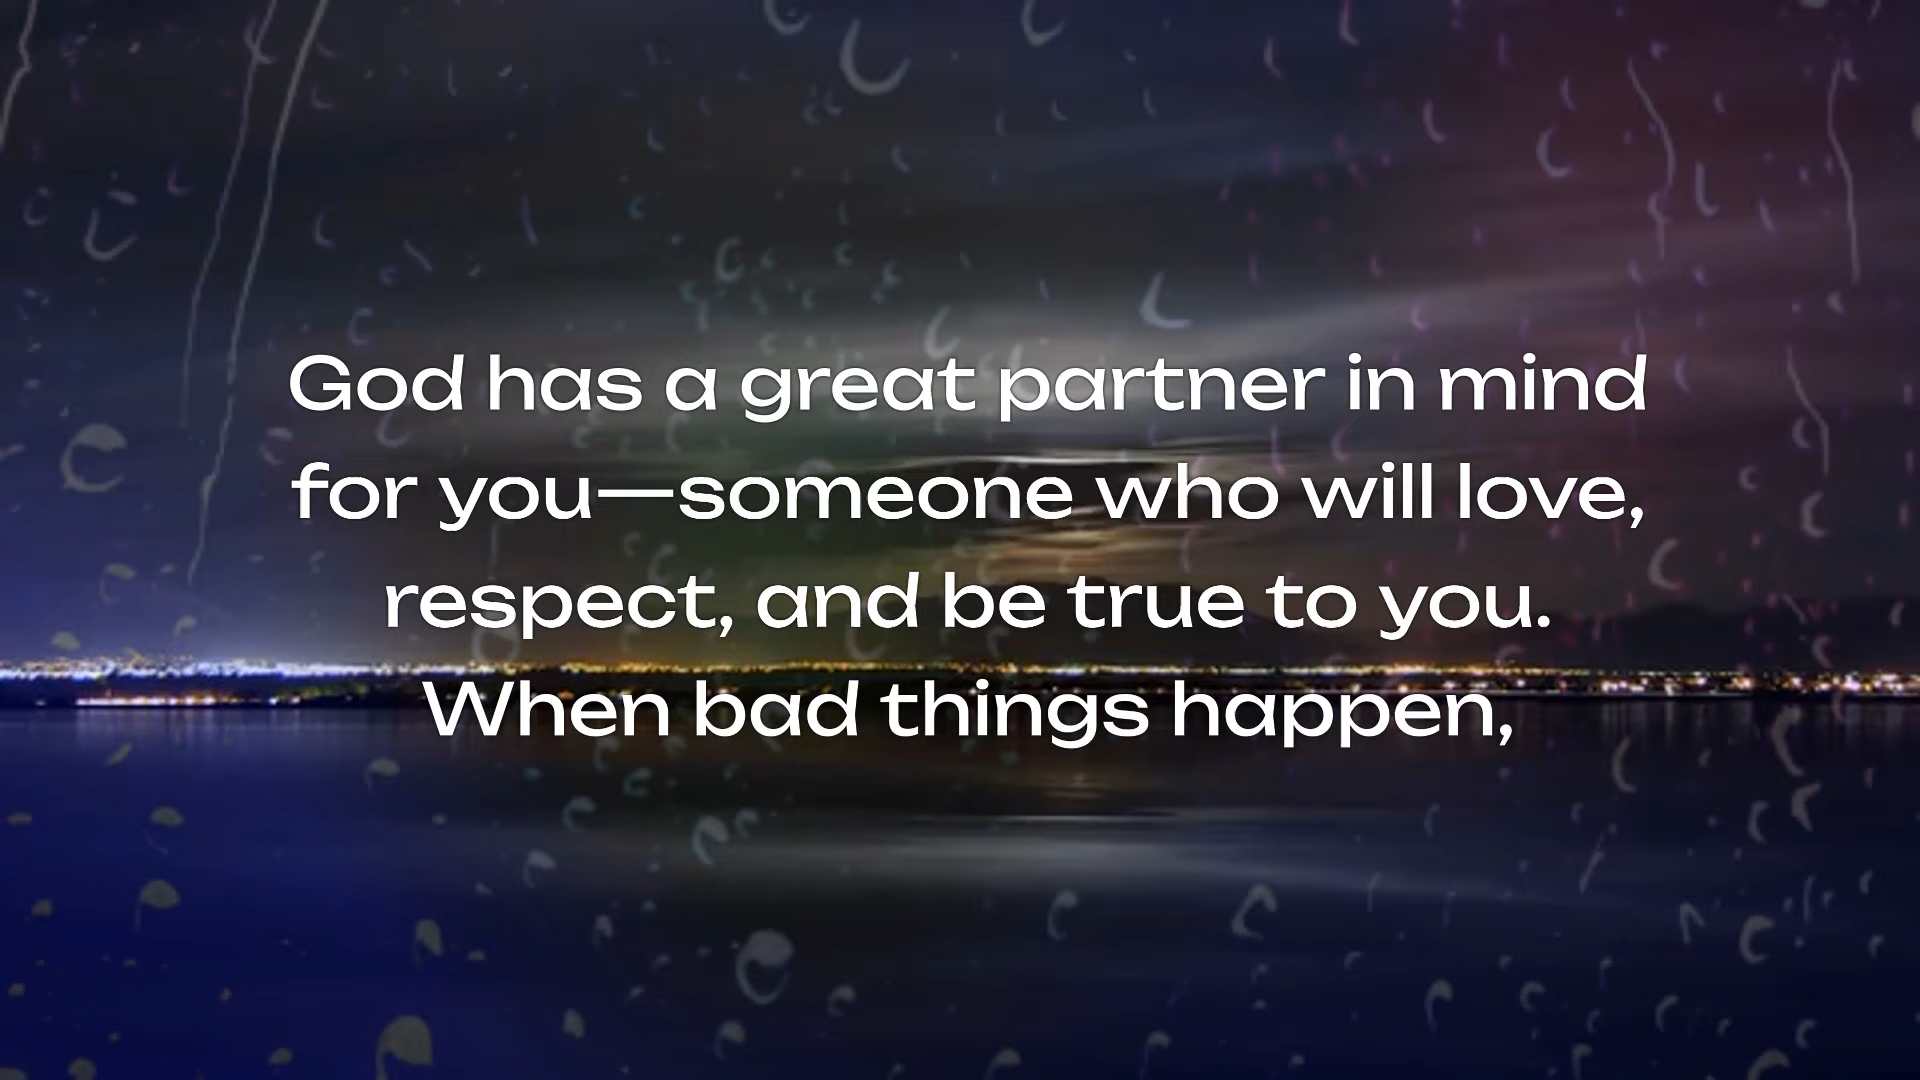 God has a great partner in mind
for you—someone who will love,
respect, and be true to you.
When bad things happen,